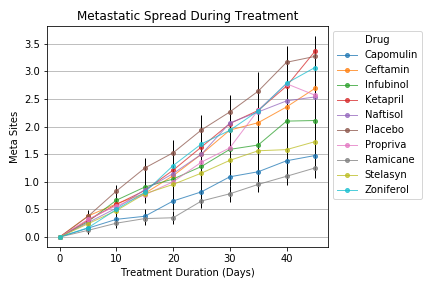 Metastatic Spread During Treatment
Meta Sites
3.5
3.0
2.5
2.0
1.5
1.0
0.5
0.0
0
10
20
30
40
Treatment Duration (Days)
Drug
Capomulin
Ceftamin
Infubinol
Ketapril
Naftisol
Placebo
Propriva
Ramicane
Stelasyn
Zoniferol